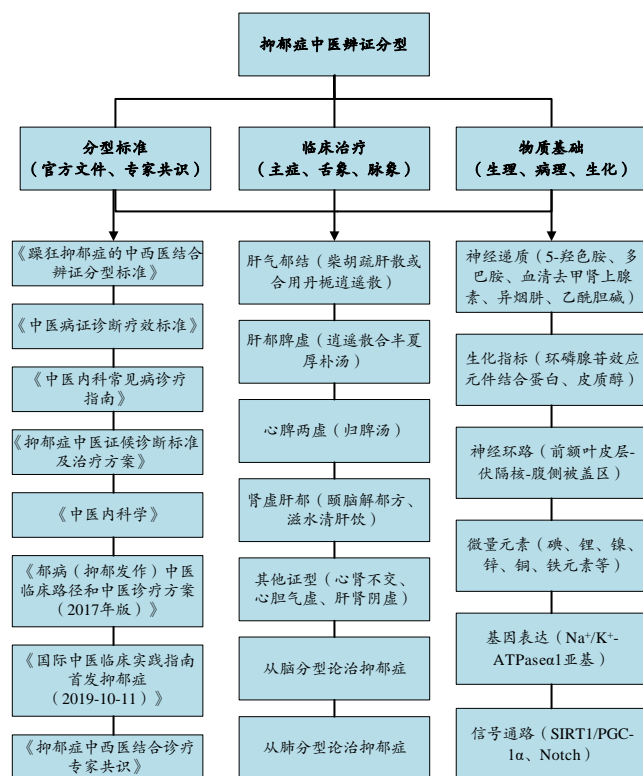 抑郁症中医辨证分型
分型标准
（官方文件、专家共识）
临床治疗
（主症、舌象、脉象）
物质基础
（生理、病理、生化）
《躁狂抑郁症的中西医结合
辨证分型标准》
《中医病证诊断疗效标准》
《中医内科常见病诊疗
指南》
《抑郁症中医证候诊断标准
及治疗方案》
《中医内科学》
《郁病（抑郁发作）中医
临床路径和中医诊疗方案
（2017年版）》
《国际中医临床实践指南
首发抑郁症
（2019-10-11）》
《抑郁症中西医结合诊疗
专家共识》
肝气郁结（柴胡疏肝散或
合用丹栀逍遥散）
肝郁脾虚（逍遥散合半夏
厚朴汤）
心脾两虚（归脾汤）
肾虚肝郁（颐脑解郁方、
滋水清肝饮）
其他证型（心肾不交、
心胆气虚、肝肾阴虚）
从脑分型论治抑郁症
从肺分型论治抑郁症
神经递质（5-羟色胺、多
巴胺、血清去甲肾上腺
素、异烟肼、乙酰胆碱）
生化指标（环磷腺苷效应
元件结合蛋白、皮质醇）
神经环路（前额叶皮层-
伏隔核-腹侧被盖区）
微量元素（碘、锂、镍、
锌、铜、铁元素等）
基因表达（Na⁺/K⁺-
ATPaseα1亚基）
信号通路（SIRT1/PGC-
1α、Notch）